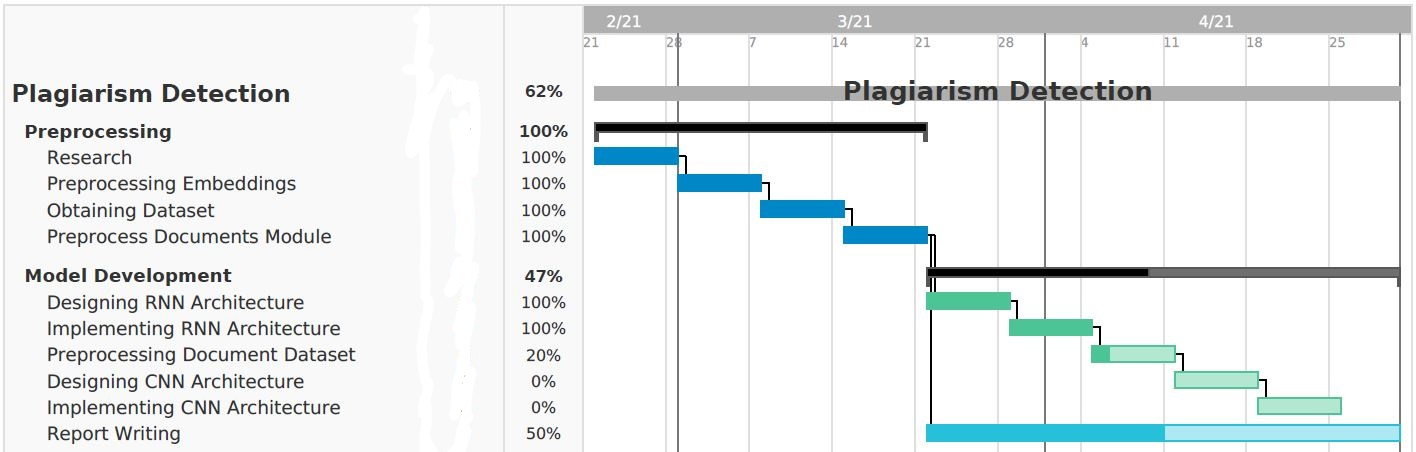 2/21 3/21 4/21
21 28 7 14 21 28 4 11 18 25
Plagiarism Detection 62% Plagiarism Detection
Preprocessing 100%
Research 100%
Preprocessing Embeddings 100%
Obtaining Dataset 100%
Preprocess Documents Module 100%
Model Development 47%
Designing RNN Architecture 100%
Implementing RNN Architecture 100%
Preprocessing Document Dataset 20%
Designing CNN Architecture 0%
Implementing CNN Architecture 0%
Report Writing 50%